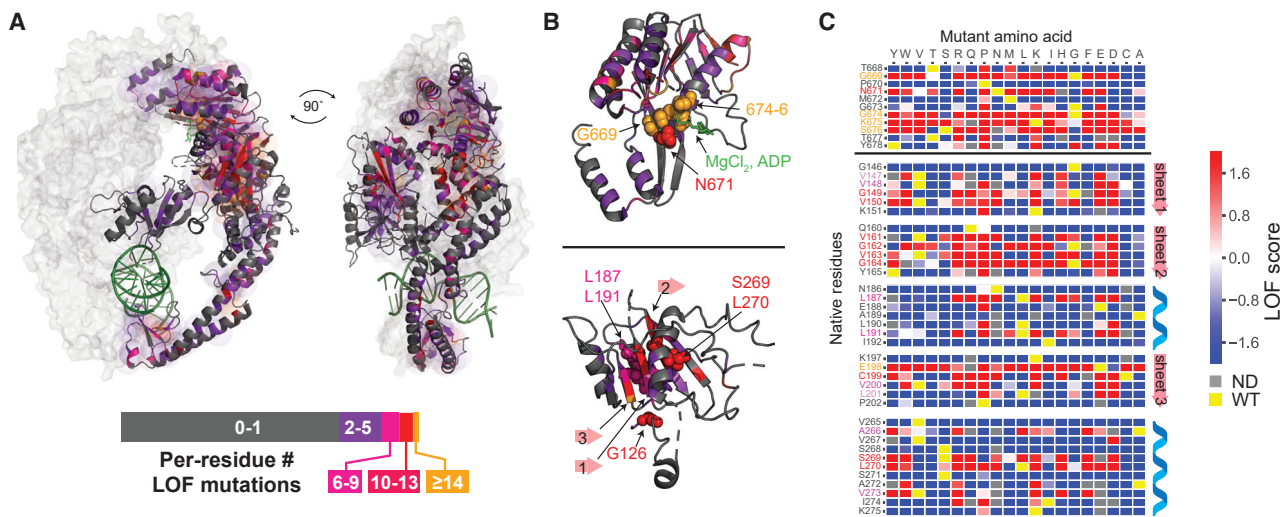 A
90°
0-1
2-5
Per-residue #
LOF mutations
6-9
10-13
≥14
B
674-6
G669
MgCl2, ADP
N671
L187
L191
2
S269
L270
3
1
G126
C
Mutant amino acid
Y W V T S R Q P N M L K I H G F E D C A
Native residues
T668
G669
P670
N671
M672
G673
G674
K675
S676
T677
Y678
G146
V147
V148
G149
V150
K151
sheet 1
Q160
V161
G162
V163
G164
Y165
sheet 2
N186
L187
E188
A189
L190
L191
I192
K197
E198
C199
V200
L201
P202
sheet 3
V265
A266
V267
S268
S269
L270
S271
A272
V273
I274
K275
1.6
0.8
0.0
-0.8
-1.6
LOF score
ND
WT